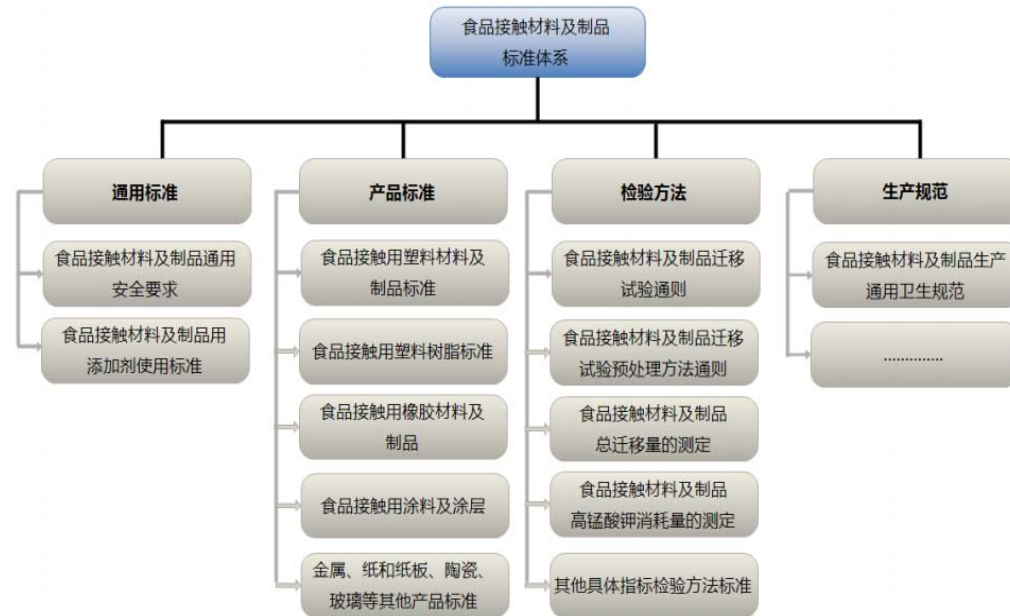 食品接触材料及制品
标准体系
通用标准
食品接触材料及制品通用
安全要求
食品接触材料及制品用
添加剂使用标准
产品标准
食品接触用塑料材料及
制品标准
食品接触用塑料树脂标准
食品接触用橡胶材料及
制品
食品接触用涂料及涂层
金属、纸和纸板、陶瓷、
玻璃等其他产品标准
检验方法
食品接触材料及制品迁移
试验通则
食品接触材料及制品迁移
试验预处理方法通则
食品接触材料及制品
总迁移量的测定
食品接触材料及制品
高锰酸钾消耗量的测定
其他具体指标检验方法标准
生产规范
食品接触材料及制品生产
通用卫生规范
.............